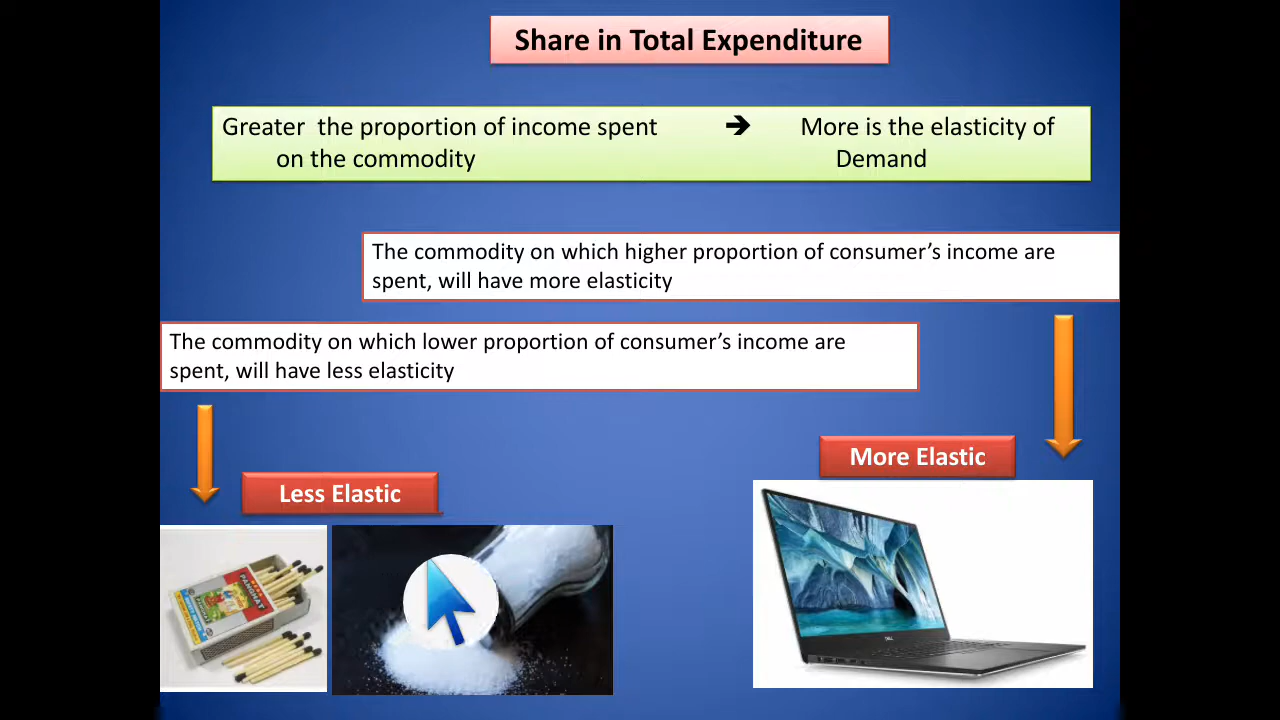 Share in Total Expenditure
Greater the proportion of income spent ➔ More is the elasticity of
on the commodity Demand
The commodity on which higher proportion of consumer’s income are
spent, will have more elasticity
The commodity on which lower proportion of consumer’s income are
spent, will have less elasticity
More Elastic
Less Elastic
DELL